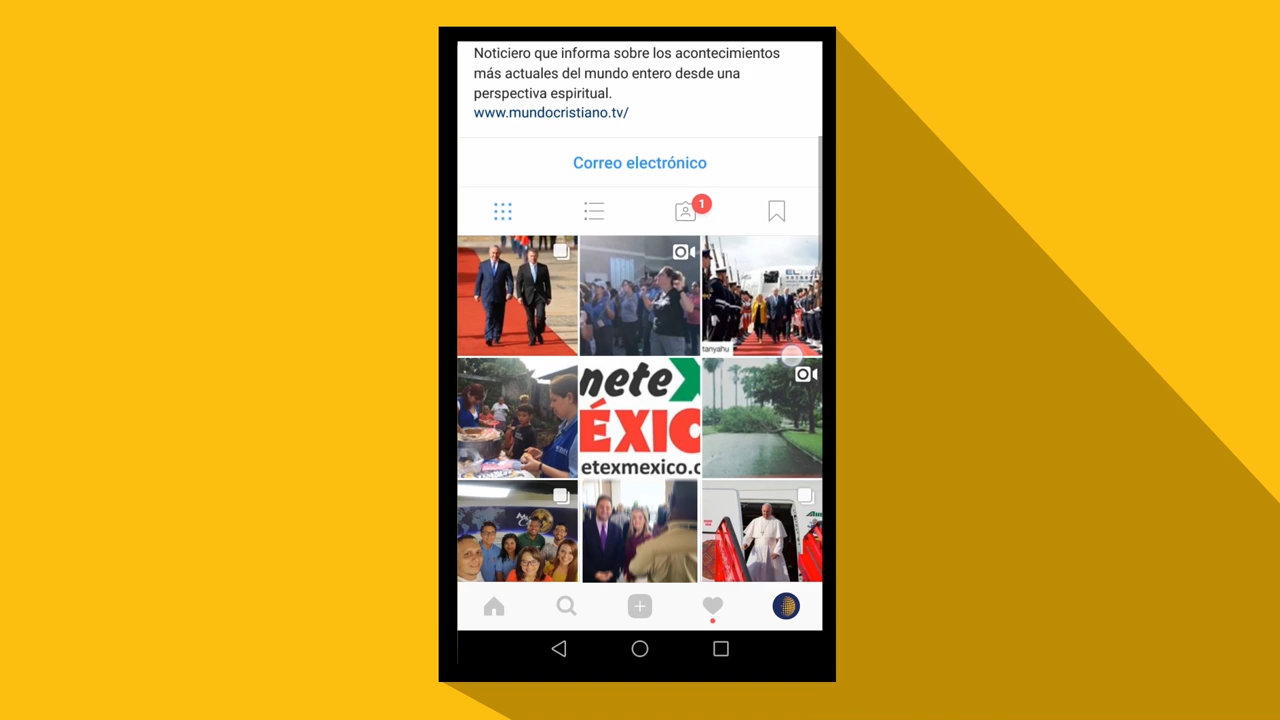 Noticiero que informa sobre los acontecimientos
más actuales del mundo entero desde una
perspectiva espiritual.
www.mundocristiano.tv/
Correo electrónico
1
tanyahu
nete
ÉXIC
etexmexico.c